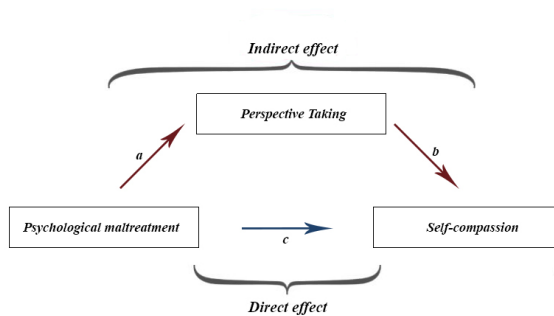 Indirect effect
Perspective Taking
a
b
Psychological maltreatment
c
Self-compassion
Direct effect